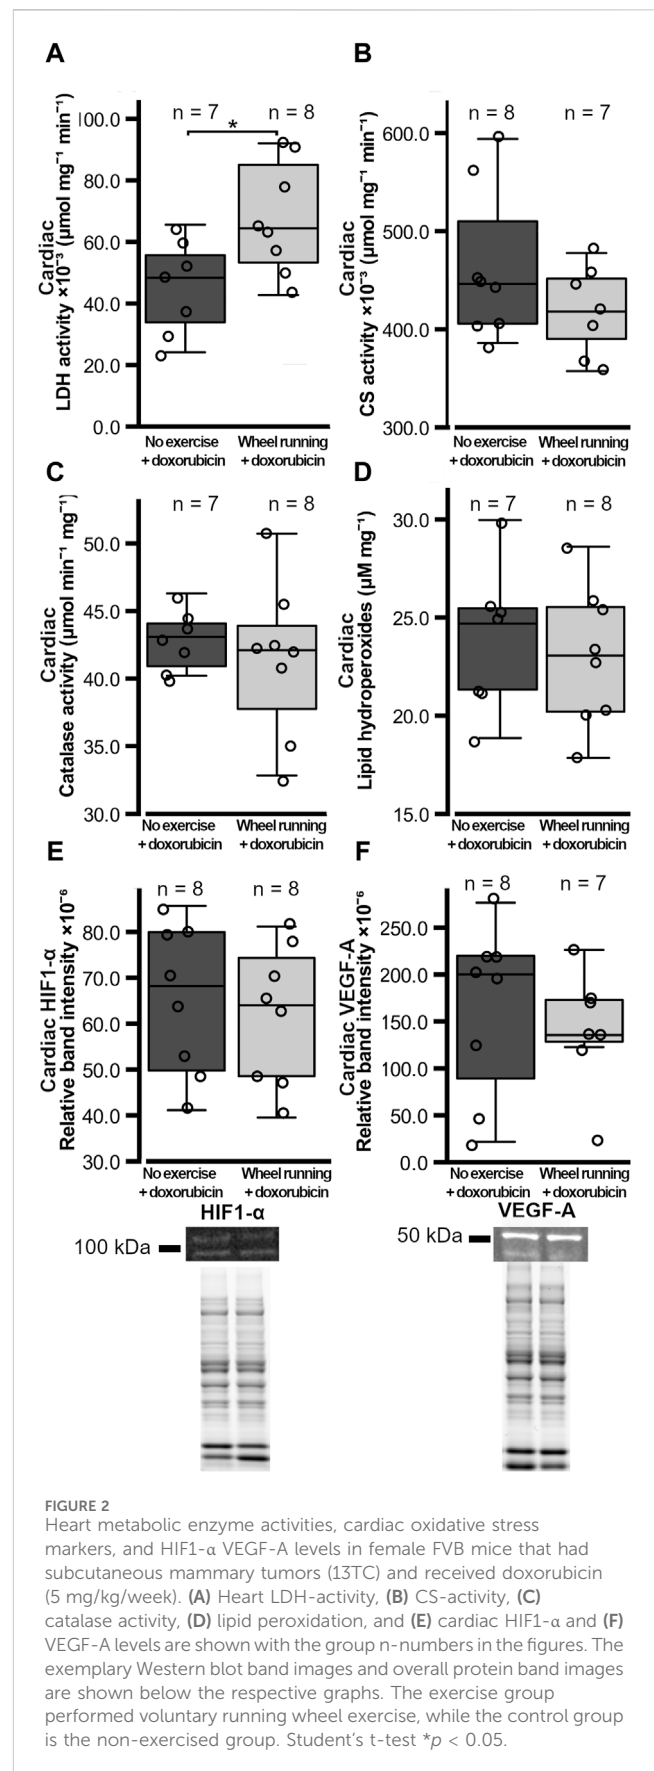 A
B
n = 7
n = 8
n = 8
n = 7
*
Cardiac
LDH activity ×10⁻³ (µmol mg⁻¹ min⁻¹)
100.0
80.0
60.0
40.0
20.0
0.0
No exercise
+ doxorubicin
Wheel running
+ doxorubicin
Cardiac
CS activity ×10⁻³ (µmol mg⁻¹ min⁻¹)
600.0
500.0
400.0
300.0
No exercise
+ doxorubicin
Wheel running
+ doxorubicin
C
D
n = 7
n = 8
n = 7
n = 8
Cardiac
Catalase activity (µmol min⁻¹ mg⁻¹)
50.0
45.0
40.0
35.0
30.0
No exercise
+ doxorubicin
Wheel running
+ doxorubicin
Cardiac
Lipid hydroperoxides (µM mg⁻¹)
30.0
25.0
20.0
15.0
No exercise
+ doxorubicin
Wheel running
+ doxorubicin
E
F
n = 8
n = 8
n = 8
n = 7
Cardiac HIF1-α
Relative band intensity ×10⁻⁶
80.0
70.0
60.0
50.0
40.0
30.0
No exercise
+ doxorubicin
Wheel running
+ doxorubicin
Cardiac VEGF-A
Relative band intensity ×10⁻⁶
250.0
200.0
150.0
100.0
50.0
0.0
No exercise
+ doxorubicin
Wheel running
+ doxorubicin
HIF1-α
VEGF-A
100 kDa
50 kDa
FIGURE 2
Heart metabolic enzyme activities, cardiac oxidative stress
markers, and HIF1-α VEGF-A levels in female FVB mice that had
subcutaneous mammary tumors (13TC) and received doxorubicin
(5 mg/kg/week). (A) Heart LDH-activity, (B) CS-activity, (C)
catalase activity, (D) lipid peroxidation, and (E) cardiac HIF1-α and (F)
VEGF-A levels are shown with the group n-numbers in the figures. The
exemplary Western blot band images and overall protein band images
are shown below the respective graphs. The exercise group
performed voluntary running wheel exercise, while the control group
is the non-exercised group. Student's t-test *p < 0.05.